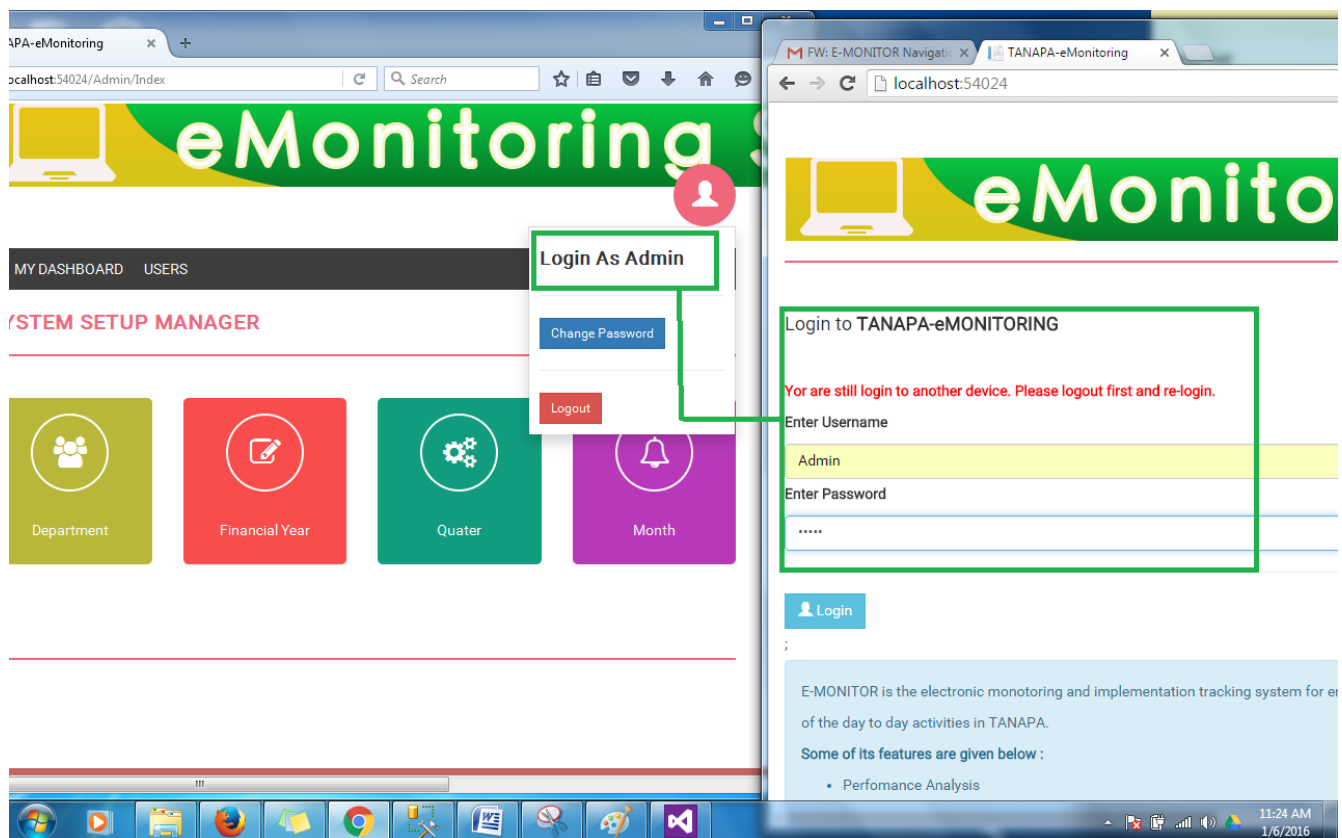 APA-eMonitoring
ocalhost:54024/Admin/Index
Search
eMonitoring S
Login As Admin
MY DASHBOARD USERS
YSTEM SETUP MANAGER
Change Password
Logout
Department
Financial Year
Quater
Month
FW: E-MONITOR Navigatio
TANAPA-eMonitoring
localhost:54024
eMonito
Login to TANAPA-eMONITORING
Yor are still login to another device. Please logout first and re-login.
Enter Username
Admin
Enter Password
•••••
Login
;
E-MONITOR is the electronic monotoring and implementation tracking system for er
of the day to day activities in TANAPA.
Some of its features are given below :
• Perfomance Analysis
11:24 AM
1/6/2016